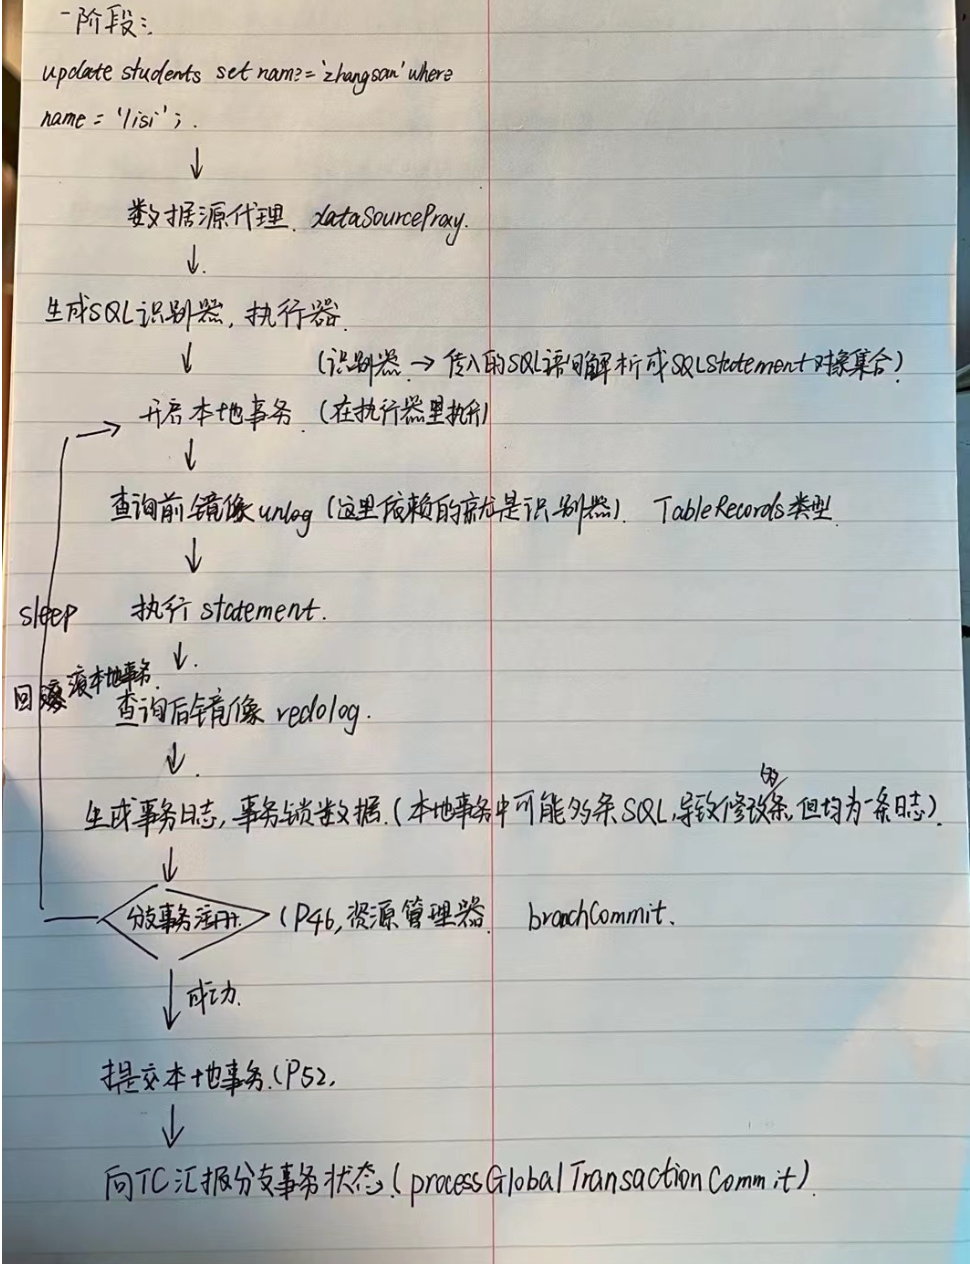 一阶段:
update students set name='zhangsan' where
name = 'lisi';
数据源代理. dataSourceProxy.
生成SQL识别器, 执行器.
(识别器 → 传入的SQL语句解析成SQLStatement对象集合)
开启本地事务. (在执行器里执行)
查询前镜像unlog (这里依赖的就是识别器). TableRecords类型.
sleep
执行 statement.
回滚本地事务.
查询后镜像 redolog.
生成事务日志, 事务锁数据. (本地事务中可能多条SQL, 导致修改多条, 但均为一条日志).
分支事务注册. (P46, 资源管理器. branchCommit.
成功.
提交本地事务. (P52,
向TC汇报分支事务状态. (processGlobalTransactionCommit).